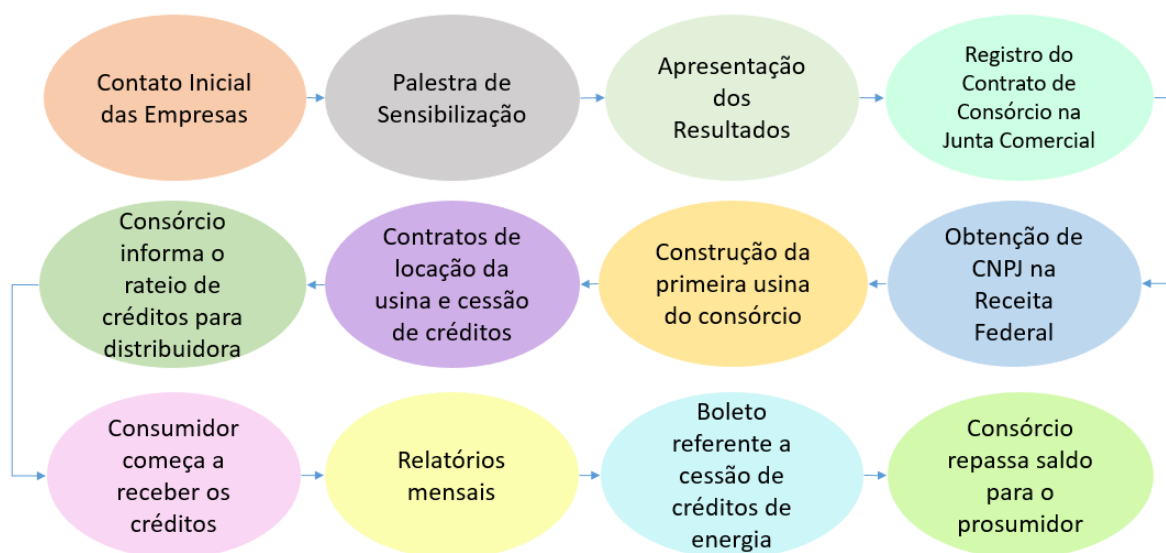 Contato Inicial
das Empresas
Palestra de
Sensibilização
Apresentação
dos
Resultados
Registro do
Contrato de
Consórcio na
Junta Comercial
Obtenção de
CNPJ na
Receita
Federal
Construção da
primeira usina
do consórcio
Contratos de
locação da
usina e cessão
de créditos
Consórcio
informa o
rateio de
créditos para
distribuidora
Consumidor
começa a
receber os
créditos
Relatórios
mensais
Boleto
referente a
cessão de
créditos de
energia
Consórcio
repassa saldo
para o
prosumidor